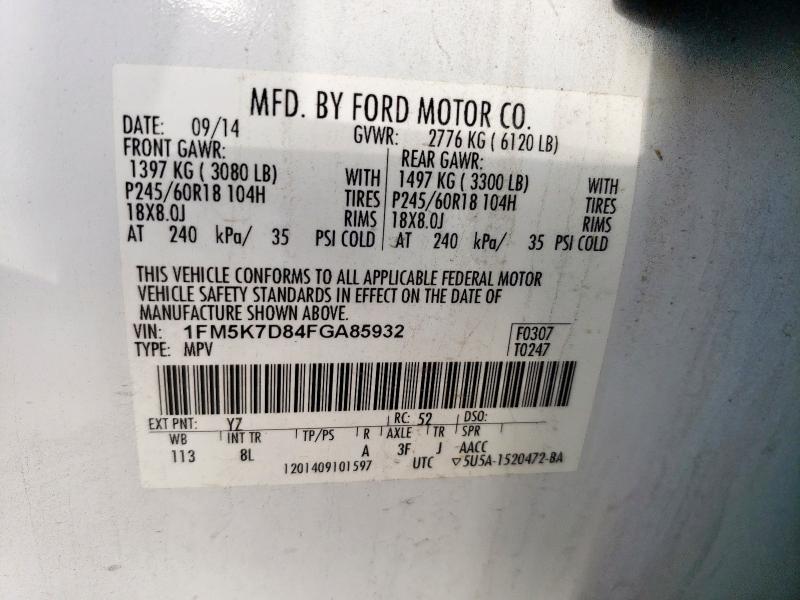 MFD. BY FORD MOTOR CO.
DATE: 09/14 GVWR: 2776 KG ( 6120 LB)
FRONT GAWR: REAR GAWR:
1397 KG ( 3080 LB) WITH 1497 KG ( 3300 LB) WITH
P245/60R18 104H TIRES P245/60R18 104H TIRES
18X8.0J RIMS 18X8.0J RIMS
AT 240 kPa/ 35 PSI COLD AT 240 kPa/ 35 PSI COLD
THIS VEHICLE CONFORMS TO ALL APPLICABLE FEDERAL MOTOR
VEHICLE SAFETY STANDARDS IN EFFECT ON THE DATE OF
MANUFACTURE SHOWN ABOVE.
VIN: 1FM5K7D84FGA85932 F0307
TYPE: MPV T0247
EXT PNT: YZ RC: 52 DSO:
WB INT TR TP/PS R AXLE TR SPR
113 8L A 3F J AACC
1201409101597 UTC ▽5U5A-1520472-BA